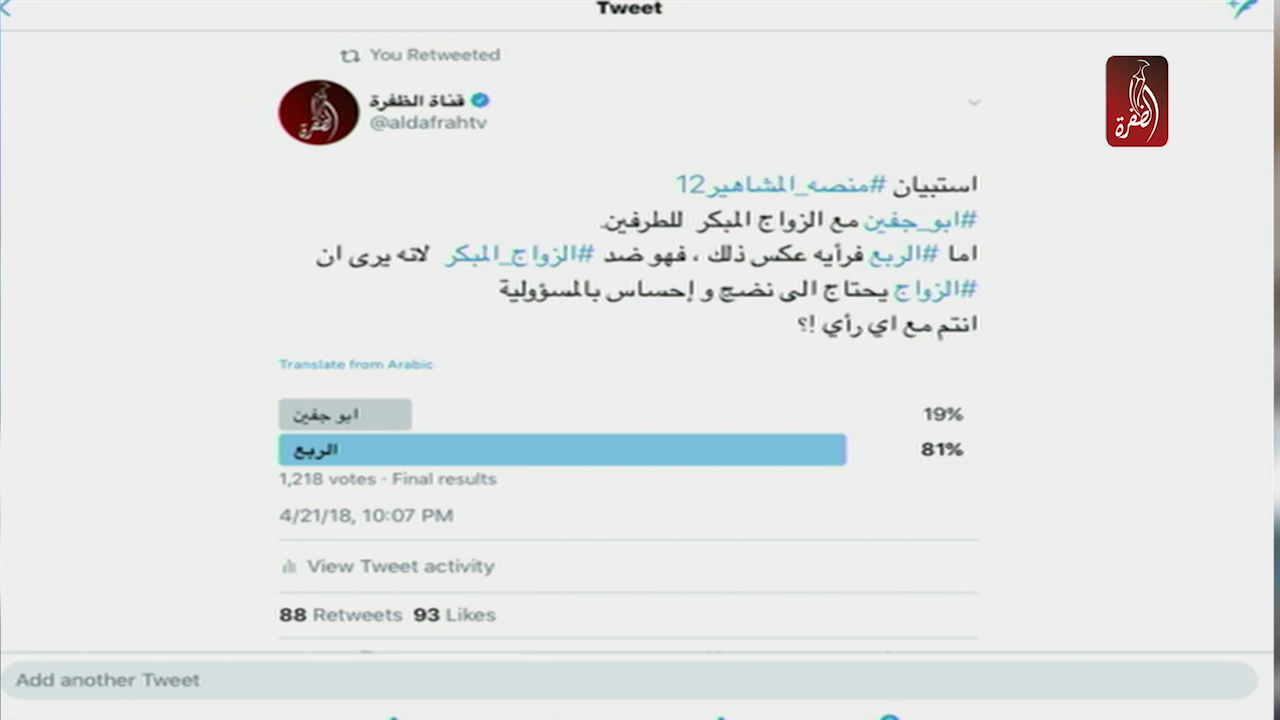 Tweet
You Retweeted
قناة الظفرة
@aldafrahtv
الظفرة
استبيان #منصه_المشاهير12
#ابو_جفين مع الزواج المبكر للطرفين.
اما #الربع فرأيه عكس ذلك ، فهو ضد #الزواج_المبكر لانه يرى ان
#الزواج يحتاج الى نضج و إحساس بالمسؤولية
انتم مع اي رأي !؟
Translate from Arabic
ابو جفين 19%
الربع 81%
1,218 votes · Final results
4/21/18, 10:07 PM
View Tweet activity
88 Retweets 93 Likes
Add another Tweet